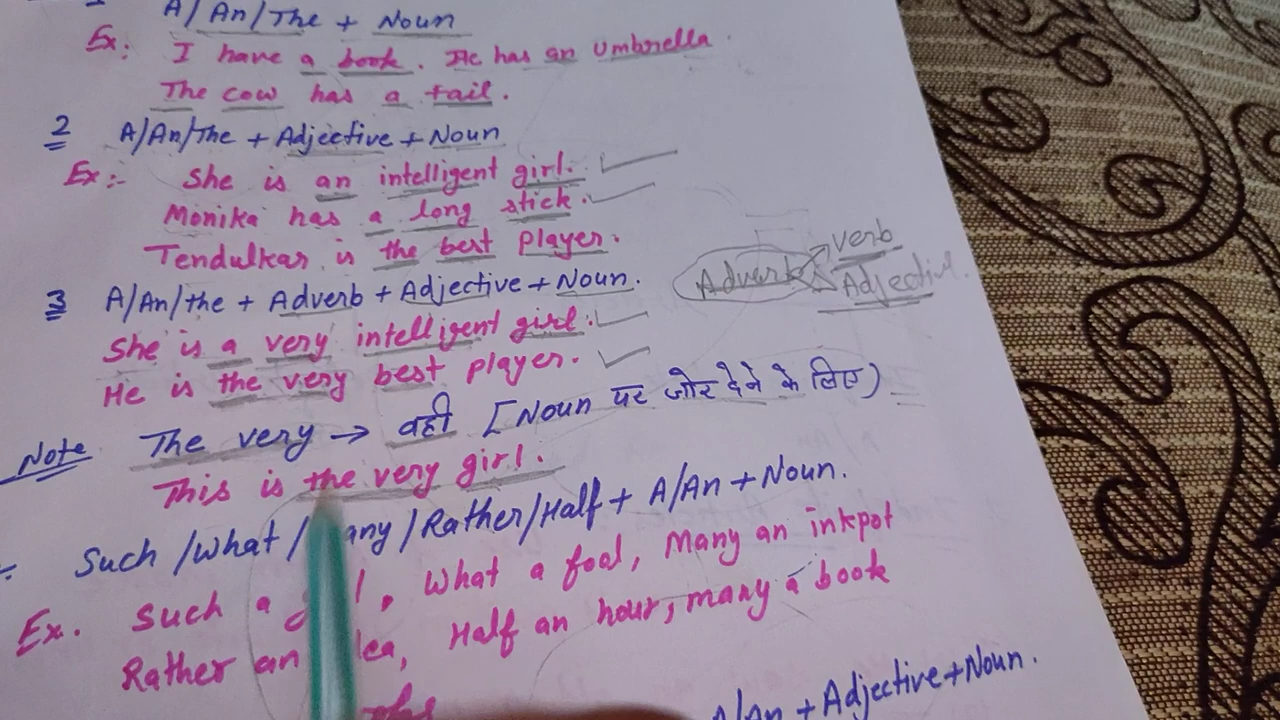 A/An/The + Noun
Ex: I have a book. He has an Umbrella.
The cow has a tail.
2 A/An/The + Adjective + Noun
Ex:- She is an intelligent girl.
Monika has a long stick.
Tendulkar is the best player.
3 A/An/the + Adverb + Adjective + Noun.
Adverb
verb
Adjective.
She is a very intelligent girl.
He is the very best player.
Note The very → वही [Noun पर जोर देने के लिए)
This is the very girl.
Such /What / /Rather/Half + A/An + Noun.
Ex. Such a What a fool, Many an inkpot
Rather an Half an hour, many a book
A/An + Adjective + Noun.